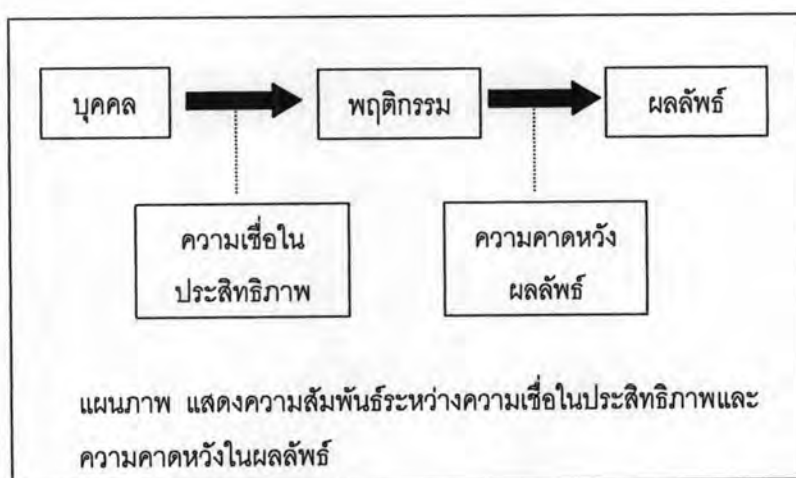 บุคคล
พฤติกรรม
ผลลัพธ์
ความเชื่อใน
ประสิทธิภาพ
ความคาดหวัง
ผลลัพธ์
แผนภาพ แสดงความสัมพันธ์ระหว่างความเชื่อในประสิทธิภาพและ
ความคาดหวังในผลลัพธ์